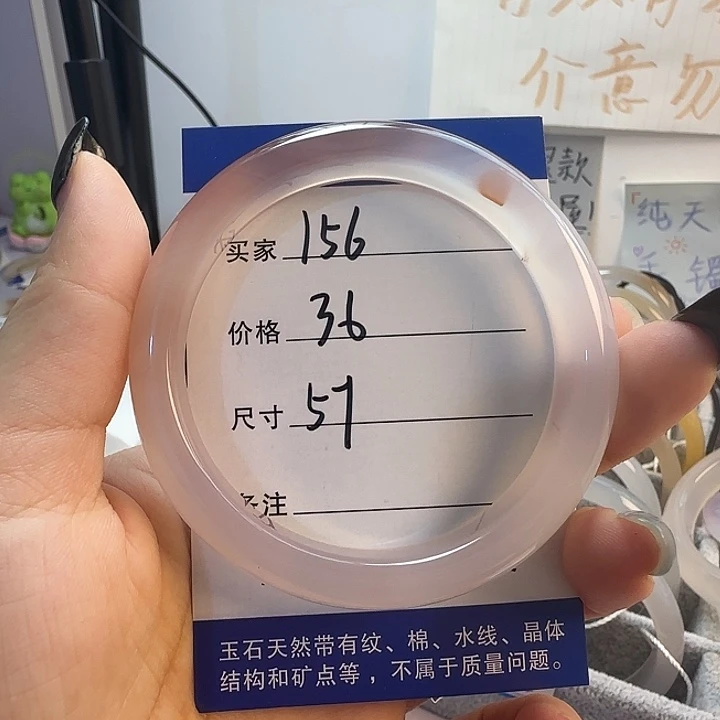 介意勿
款
纯天
买家 156
价格 36
尺寸 57
备注
玉石天然带有纹、棉、水线、晶体
结构和矿点等，不属于质量问题。